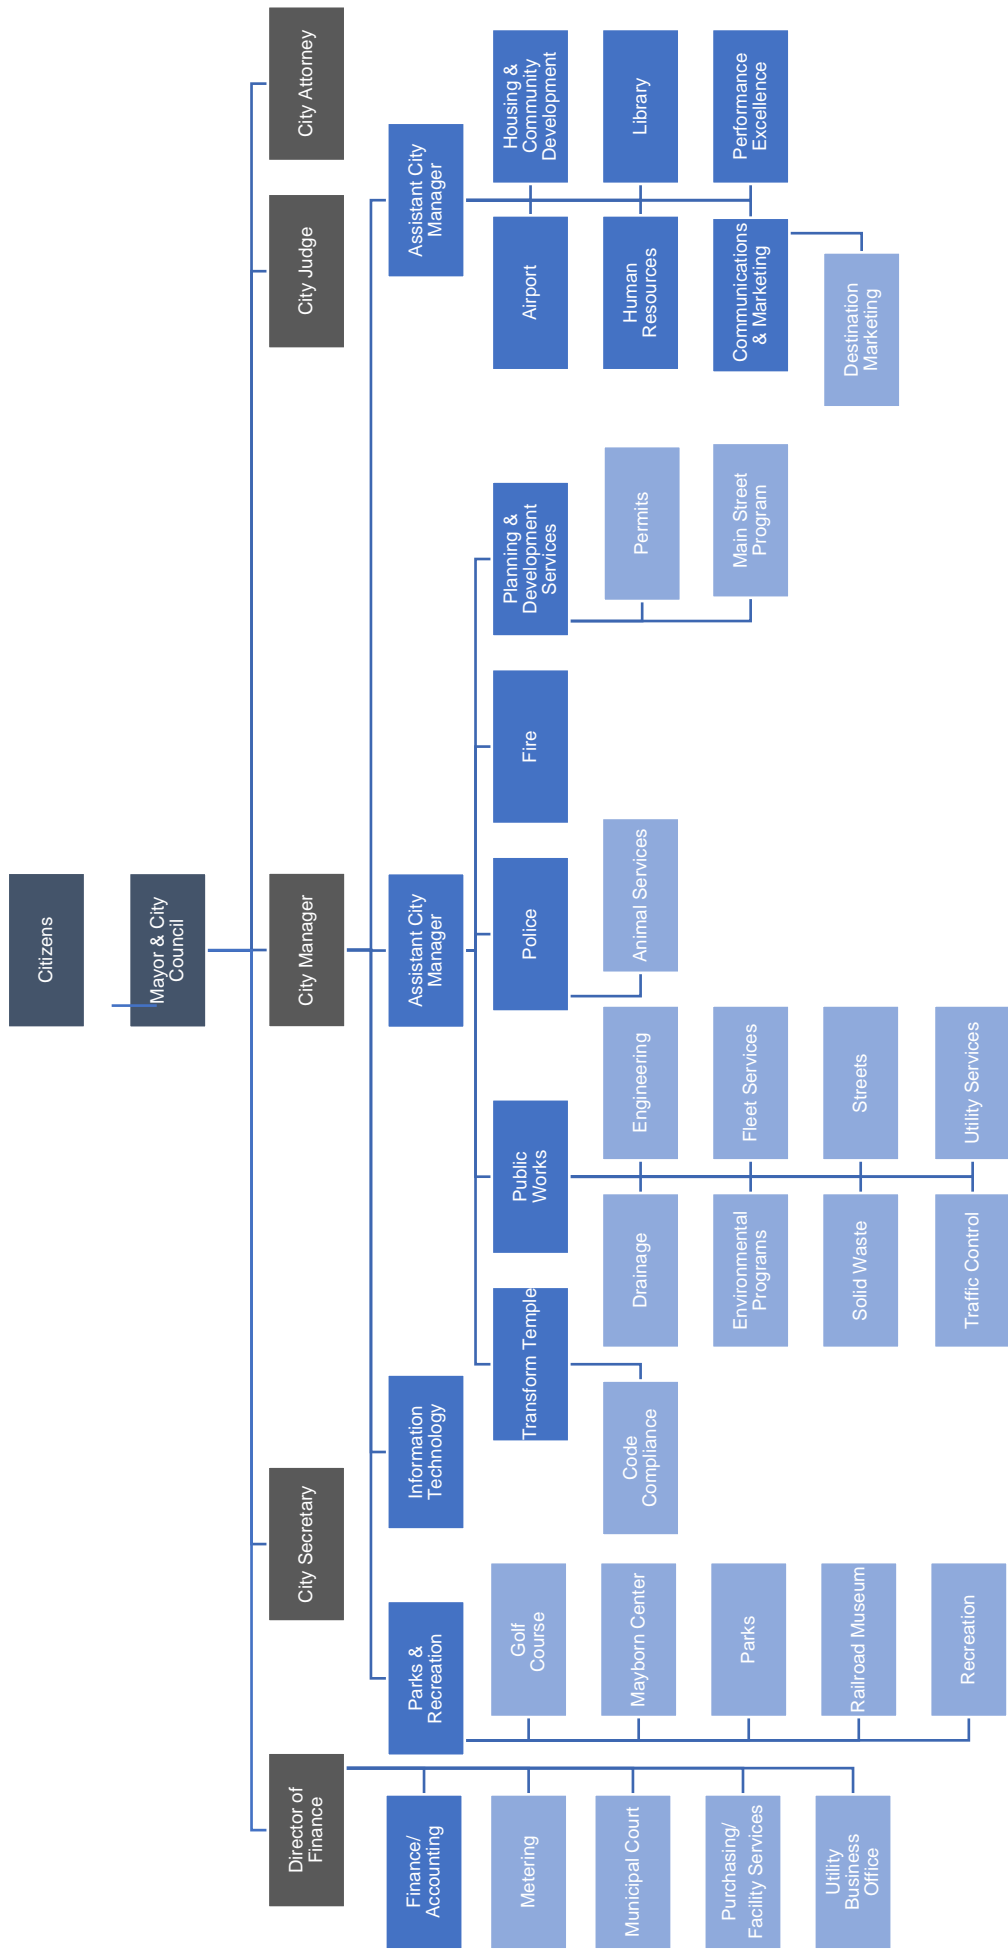 Citizens
Mayor & City
Council
Director of
Finance
City Secretary
City Manager
City Judge
City Attorney
Finance/
Accounting
Metering
Municipal Court
Purchasing/
Facility Services
Utility
Business
Office
Parks &
Recreation
Golf
Course
Mayborn Center
Parks
Railroad Museum
Recreation
Information
Technology
Assistant City
Manager
Transform Temple
Code
Compliance
Public
Works
Drainage
Engineering
Environmental
Programs
Fleet Services
Solid Waste
Streets
Traffic Control
Utility Services
Police
Animal Services
Fire
Planning &
Development
Services
Permits
Main Street
Program
Assistant City
Manager
Airport
Housing &
Community
Development
Human
Resources
Library
Communications
& Marketing
Performance
Excellence
Destination
Marketing